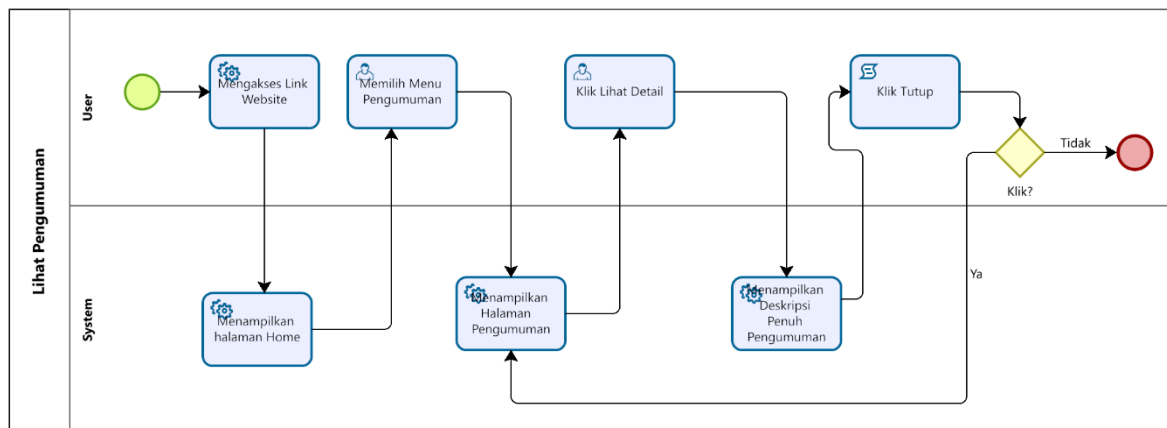 Lihat Pengumuman
User
Mengakses Link
Website
Memilih Menu
Pengumuman
Klik Lihat Detail
Klik Tutup
Tidak
Klik?
System
Menampilkan
halaman Home
Menampilkan
Halaman
Pengumuman
Menampilkan
Deskripsi
Penuh
Pengumuman
Ya